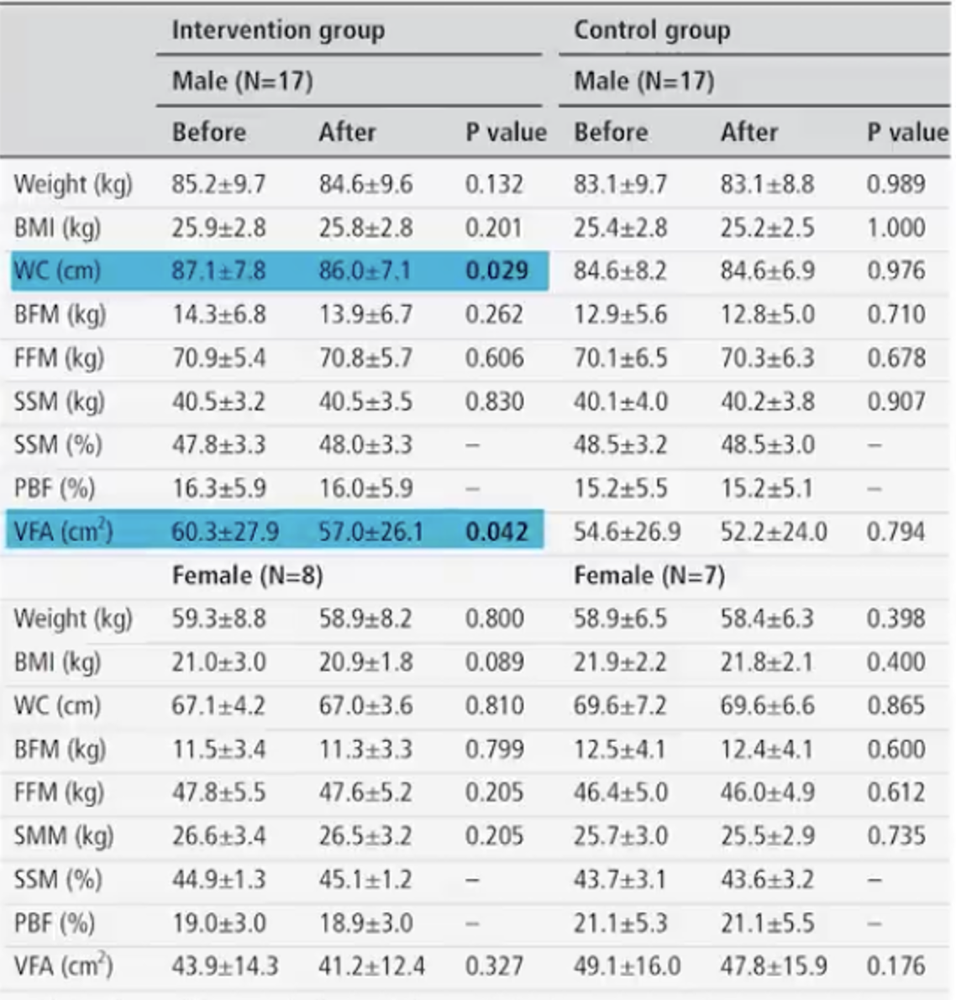 Intervention group Control group
Male (N=17) Male (N=17)
Before After P value Before After P value
Weight (kg) 85.2±9.7 84.6±9.6 0.132 83.1±9.7 83.1±8.8 0.989
BMI (kg) 25.9±2.8 25.8±2.8 0.201 25.4±2.8 25.2±2.5 1.000
WC (cm) 87.1±7.8 86.0±7.1 0.029 84.6±8.2 84.6±6.9 0.976
BFM (kg) 14.3±6.8 13.9±6.7 0.262 12.9±5.6 12.8±5.0 0.710
FFM (kg) 70.9±5.4 70.8±5.7 0.606 70.1±6.5 70.3±6.3 0.678
SSM (kg) 40.5±3.2 40.5±3.5 0.830 40.1±4.0 40.2±3.8 0.907
SSM (%) 47.8±3.3 48.0±3.3 – 48.5±3.2 48.5±3.0 –
PBF (%) 16.3±5.9 16.0±5.9 – 15.2±5.5 15.2±5.1 –
VFA (cm²) 60.3±27.9 57.0±26.1 0.042 54.6±26.9 52.2±24.0 0.794
Female (N=8) Female (N=7)
Weight (kg) 59.3±8.8 58.9±8.2 0.800 58.9±6.5 58.4±6.3 0.398
BMI (kg) 21.0±3.0 20.9±1.8 0.089 21.9±2.2 21.8±2.1 0.400
WC (cm) 67.1±4.2 67.0±3.6 0.810 69.6±7.2 69.6±6.6 0.865
BFM (kg) 11.5±3.4 11.3±3.3 0.799 12.5±4.1 12.4±4.1 0.600
FFM (kg) 47.8±5.5 47.6±5.2 0.205 46.4±5.0 46.0±4.9 0.612
SMM (kg) 26.6±3.4 26.5±3.2 0.205 25.7±3.0 25.5±2.9 0.735
SSM (%) 44.9±1.3 45.1±1.2 – 43.7±3.1 43.6±3.2 –
PBF (%) 19.0±3.0 18.9±3.0 – 21.1±5.3 21.1±5.5 –
VFA (cm²) 43.9±14.3 41.2±12.4 0.327 49.1±16.0 47.8±15.9 0.176